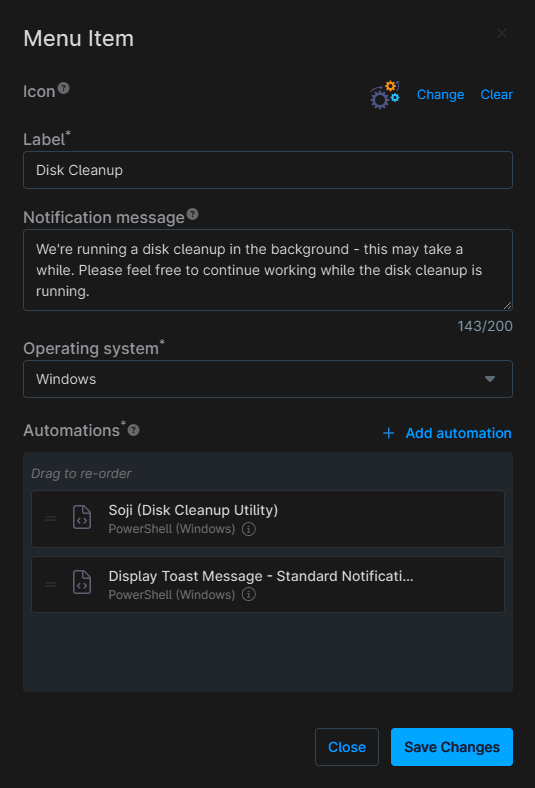 Menu Item
Icon
Change
Clear
Label*
Disk Cleanup
Notification message
We're running a disk cleanup in the background - this may take a
while. Please feel free to continue working while the disk cleanup is
running.
143/200
Operating system*
Windows
Automations*
+ Add automation
Drag to re-order
Soji (Disk Cleanup Utility)
PowerShell (Windows)
Display Toast Message - Standard Notificati...
PowerShell (Windows)
Close
Save Changes